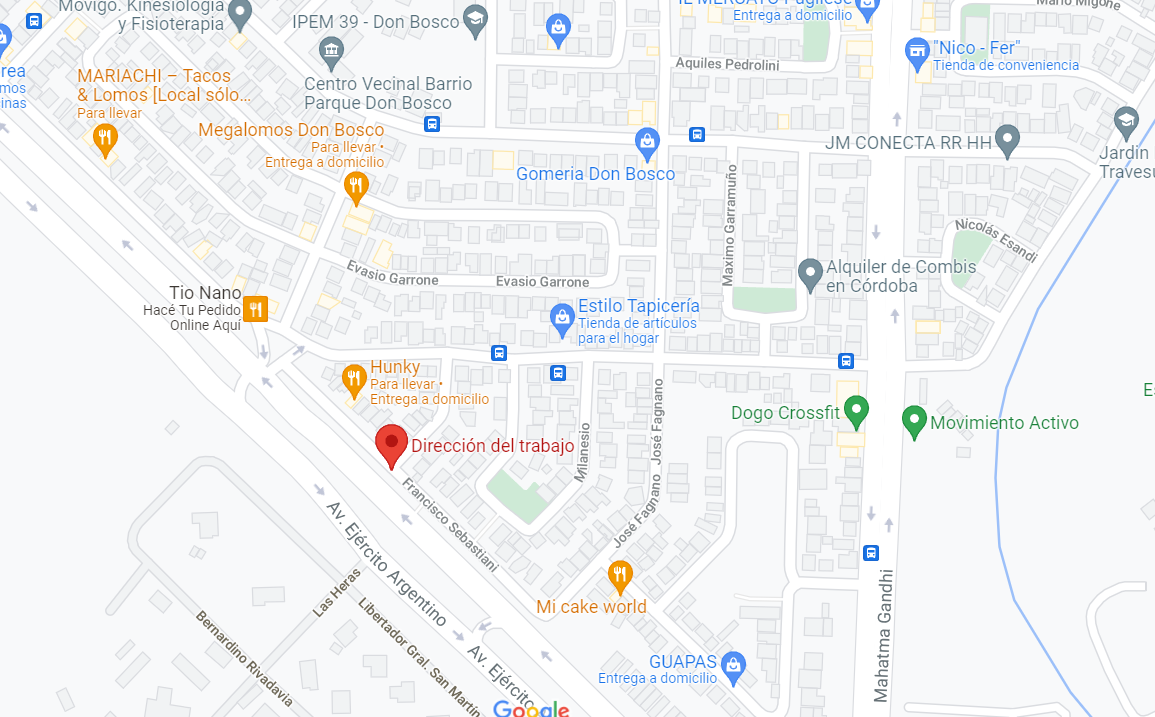 Movigo. Kinesiología
y Fisioterapia
IPEM 39 - Don Bosco
Entrega a domicilio
Mario Migone
"Nico - Fer"
Tienda de conveniencia
Aquiles Pedrolini
MARIACHI – Tacos
& Lomos [Local sólo...
Para llevar
Centro Vecinal Barrio
Parque Don Bosco
Megalomos Don Bosco
Para llevar •
Entrega a domicilio
Gomeria Don Bosco
JM CONECTA RR HH
Jardin
Maximo Garramuño
Nicolás Esandi
Evasio Garrone
Evasio Garrone
Alquiler de Combis
en Córdoba
Tio Nano
Hacé Tu Pedido
Online Aquí
Estilo Tapicería
Tienda de artículos
para el hogar
Hunky
Para llevar •
Entrega a domicilio
Dogo Crossfit
Movimiento Activo
Dirección del trabajo
Milanesio
José Fagnano
José Fagnano
Francisco Sebastiani
Av. Ejército Argentino
Las Heras
Mi cake world
Bernardino Rivadavia
Libertador Gral. San Martín
Av. Ejército
Mahatma Gandhi
GUAPAS
Entrega a domicilio
Google